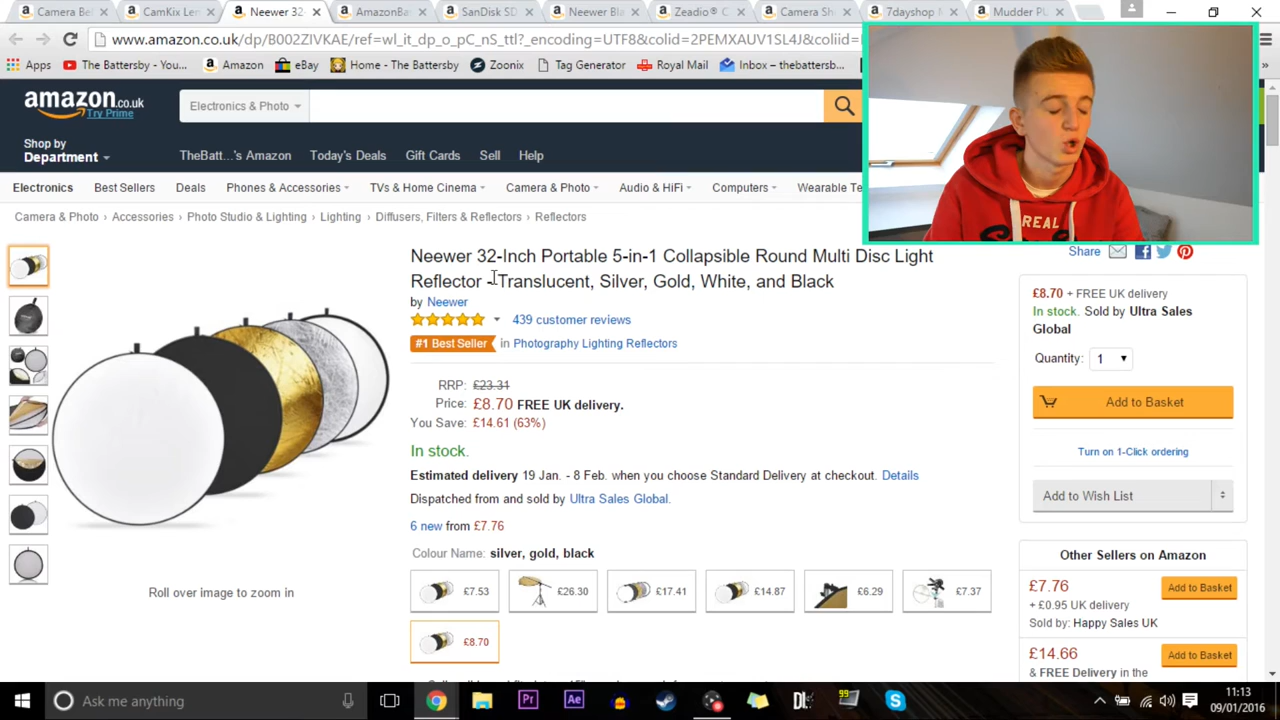 Camera Be
CamKix Len
Neewer 32-
AmazonBa
SanDisk SD
Neewer Bla
Zeadio® C
Camera Sh
7dayshop
Mudder PU
www.amazon.co.uk/dp/B002ZIVKAE/ref=wl_it_dp_o_pC_nS_ttl?_encoding=UTF8&colid=2PEMXAUV1SL4J&coliid=
Apps
The Battersby - You...
Amazon
eBay
Home - The Battersby
Zoonix
Tag Generator
Royal Mail
Inbox – thebattersb...
amazon.co.uk
Try Prime
Electronics & Photo
Shop by
Department
TheBatt...'s Amazon
Today's Deals
Gift Cards
Sell
Help
Electronics
Best Sellers
Deals
Phones & Accessories
TVs & Home Cinema
Camera & Photo
Audio & HiFi
Computers
Wearable Te
REAL
Camera & Photo › Accessories › Photo Studio & Lighting › Lighting › Diffusers, Filters & Reflectors › Reflectors
Neewer 32-Inch Portable 5-in-1 Collapsible Round Multi Disc Light
Reflector - Translucent, Silver, Gold, White, and Black
by Neewer
439 customer reviews
#1 Best Seller in Photography Lighting Reflectors
RRP: £23.31
Price: £8.70 FREE UK delivery.
You Save: £14.61 (63%)
In stock.
Estimated delivery 19 Jan. - 8 Feb. when you choose Standard Delivery at checkout. Details
Dispatched from and sold by Ultra Sales Global.
6 new from £7.76
Colour Name: silver, gold, black
£7.53
£26.30
£17.41
£14.87
£6.29
£7.37
£8.70
Roll over image to zoom in
Share
£8.70 + FREE UK delivery
In stock. Sold by Ultra Sales
Global
Quantity: 1
Add to Basket
Turn on 1-Click ordering
Add to Wish List
Other Sellers on Amazon
£7.76
Add to Basket
+ £0.95 UK delivery
Sold by: Happy Sales UK
£14.66
Add to Basket
& FREE Delivery in the
Ask me anything
Pr
Ae
99
11:13
09/01/2016